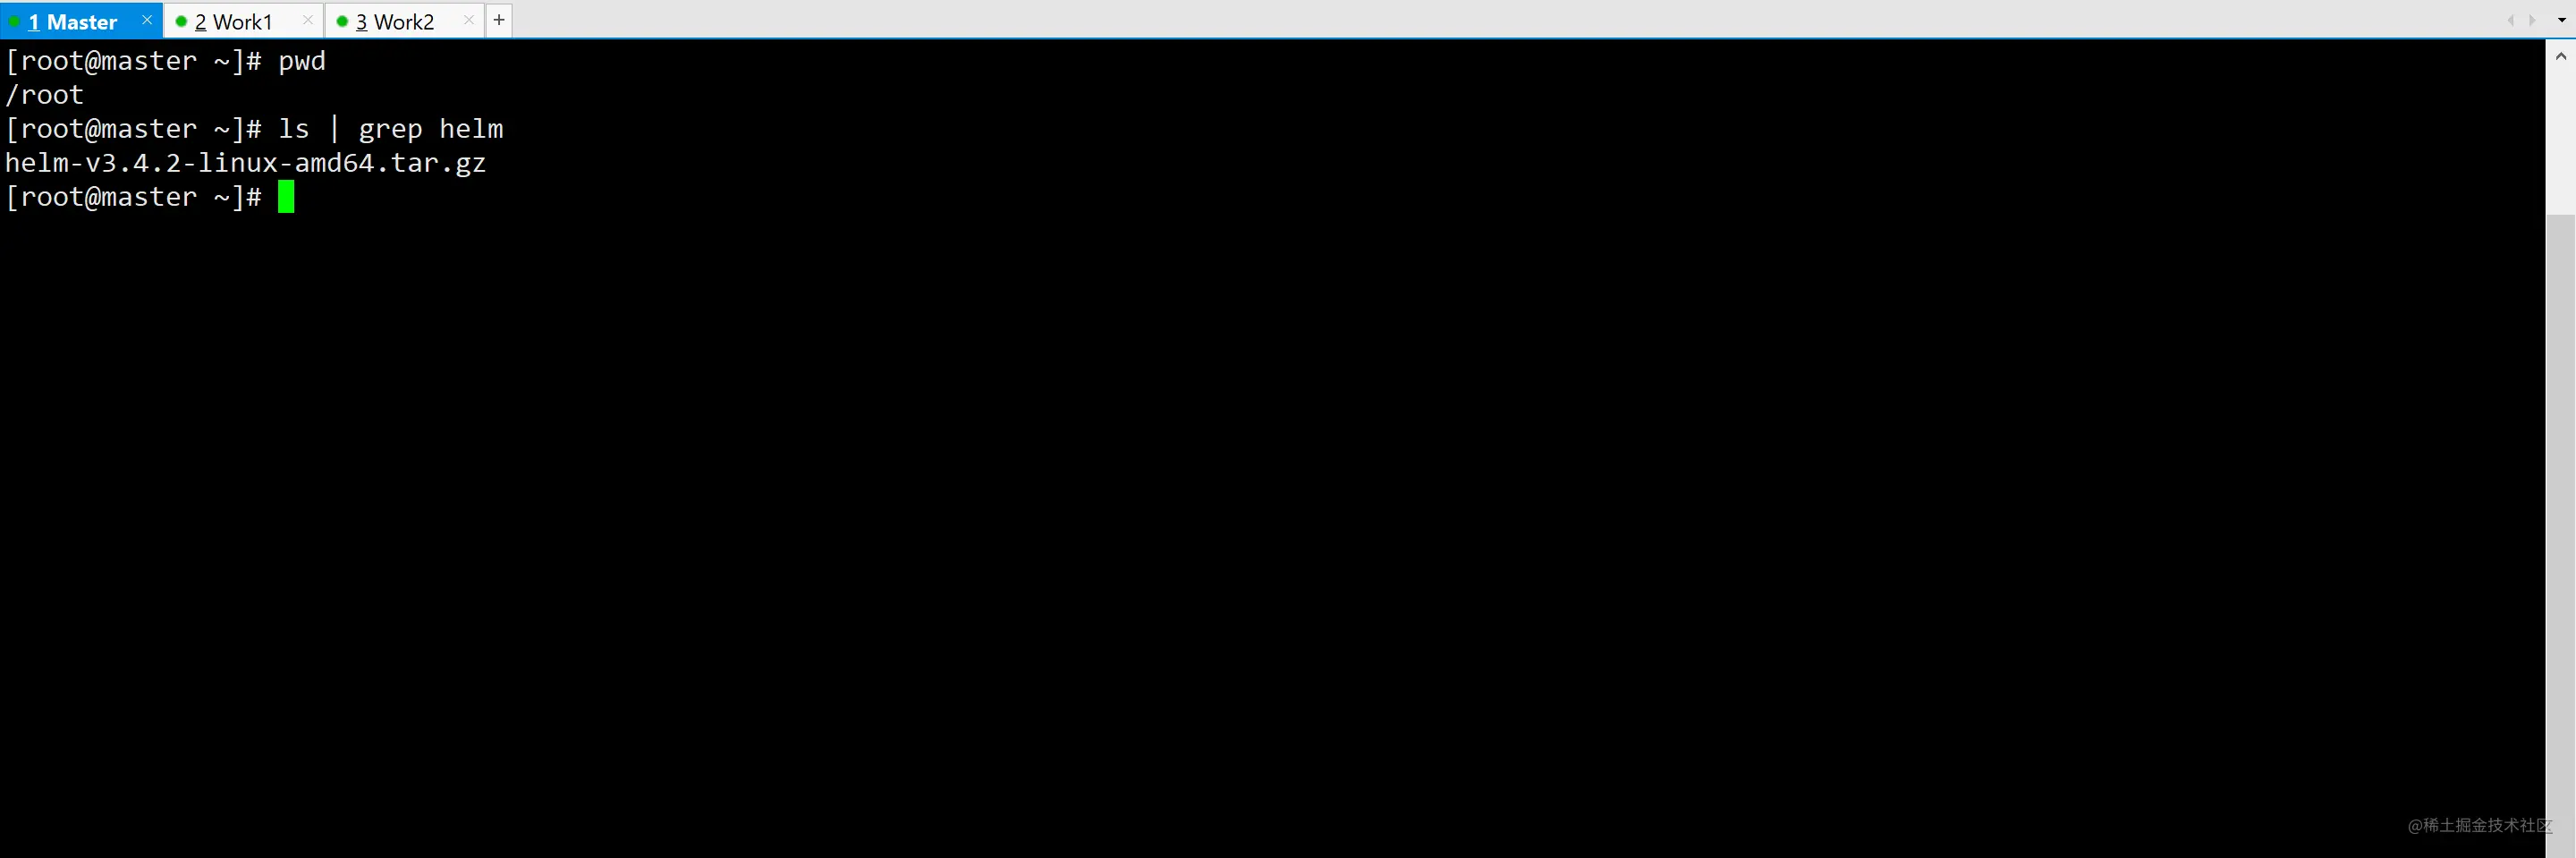 1 Master
2 Work1
3 Work2
+
[root@master ~]# pwd
/root
[root@master ~]# ls | grep helm
helm-v3.4.2-linux-amd64.tar.gz
[root@master ~]#
@稀土掘金技术社区